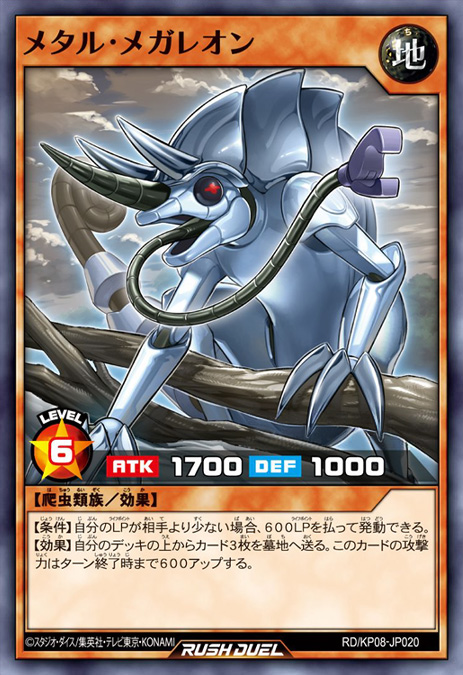 メタル・メガレオン
地
LEVEL
6
ATK 1700 DEF 1000
【爬虫類族／効果】
【条件】自分のLPが相手より少ない場合、600LPを払って発動できる。
【効果】自分のデッキの上からカード3枚を墓地へ送る。このカードの攻撃
力はターン終了時まで600アップする。
©スタジオ・ダイス/集英社・テレビ東京・KONAMI
RUSH DUEL
RD/KP08-JP020